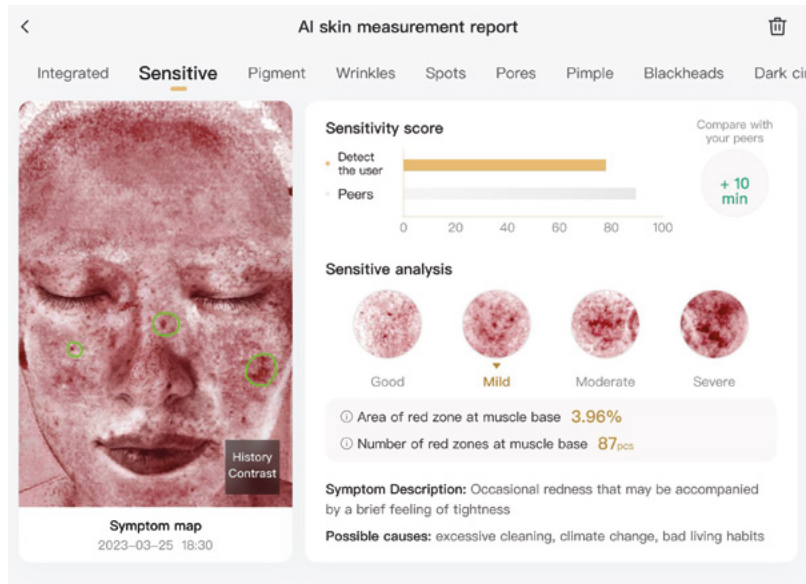 AI skin measurement report
Integrated Sensitive Pigment Wrinkles Spots Pores Pimple Blackheads Dark cir
History
Contrast
Symptom map
2023-03-25 18:30
Sensitivity score
Compare with
your peers
Detect
the user
Peers
+ 10
min
0 20 40 60 80 100
Sensitive analysis
Good Mild Moderate Severe
Area of red zone at muscle base 3.96%
Number of red zones at muscle base 87pcs
Symptom Description: Occasional redness that may be accompanied
by a brief feeling of tightness
Possible causes: excessive cleaning, climate change, bad living habits